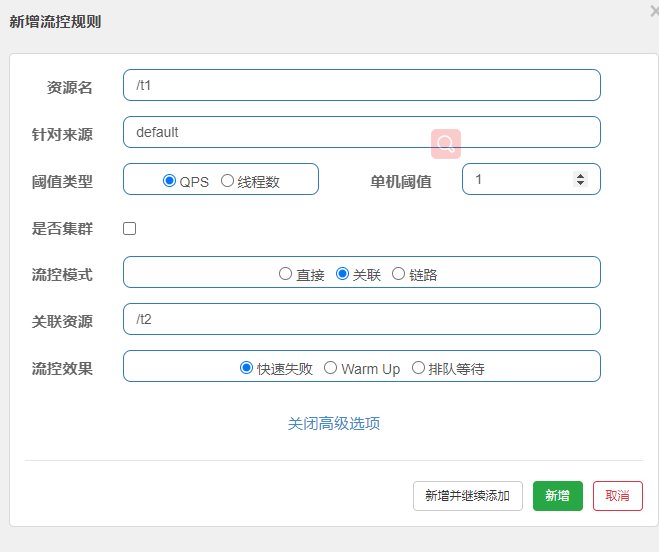 新增流控规则
资源名 /t1
针对来源 default
阈值类型 QPS 线程数 单机阈值 1
是否集群
流控模式 直接 关联 链路
关联资源 /t2
流控效果 快速失败 Warm Up 排队等待
关闭高级选项
新增并继续添加 新增 取消